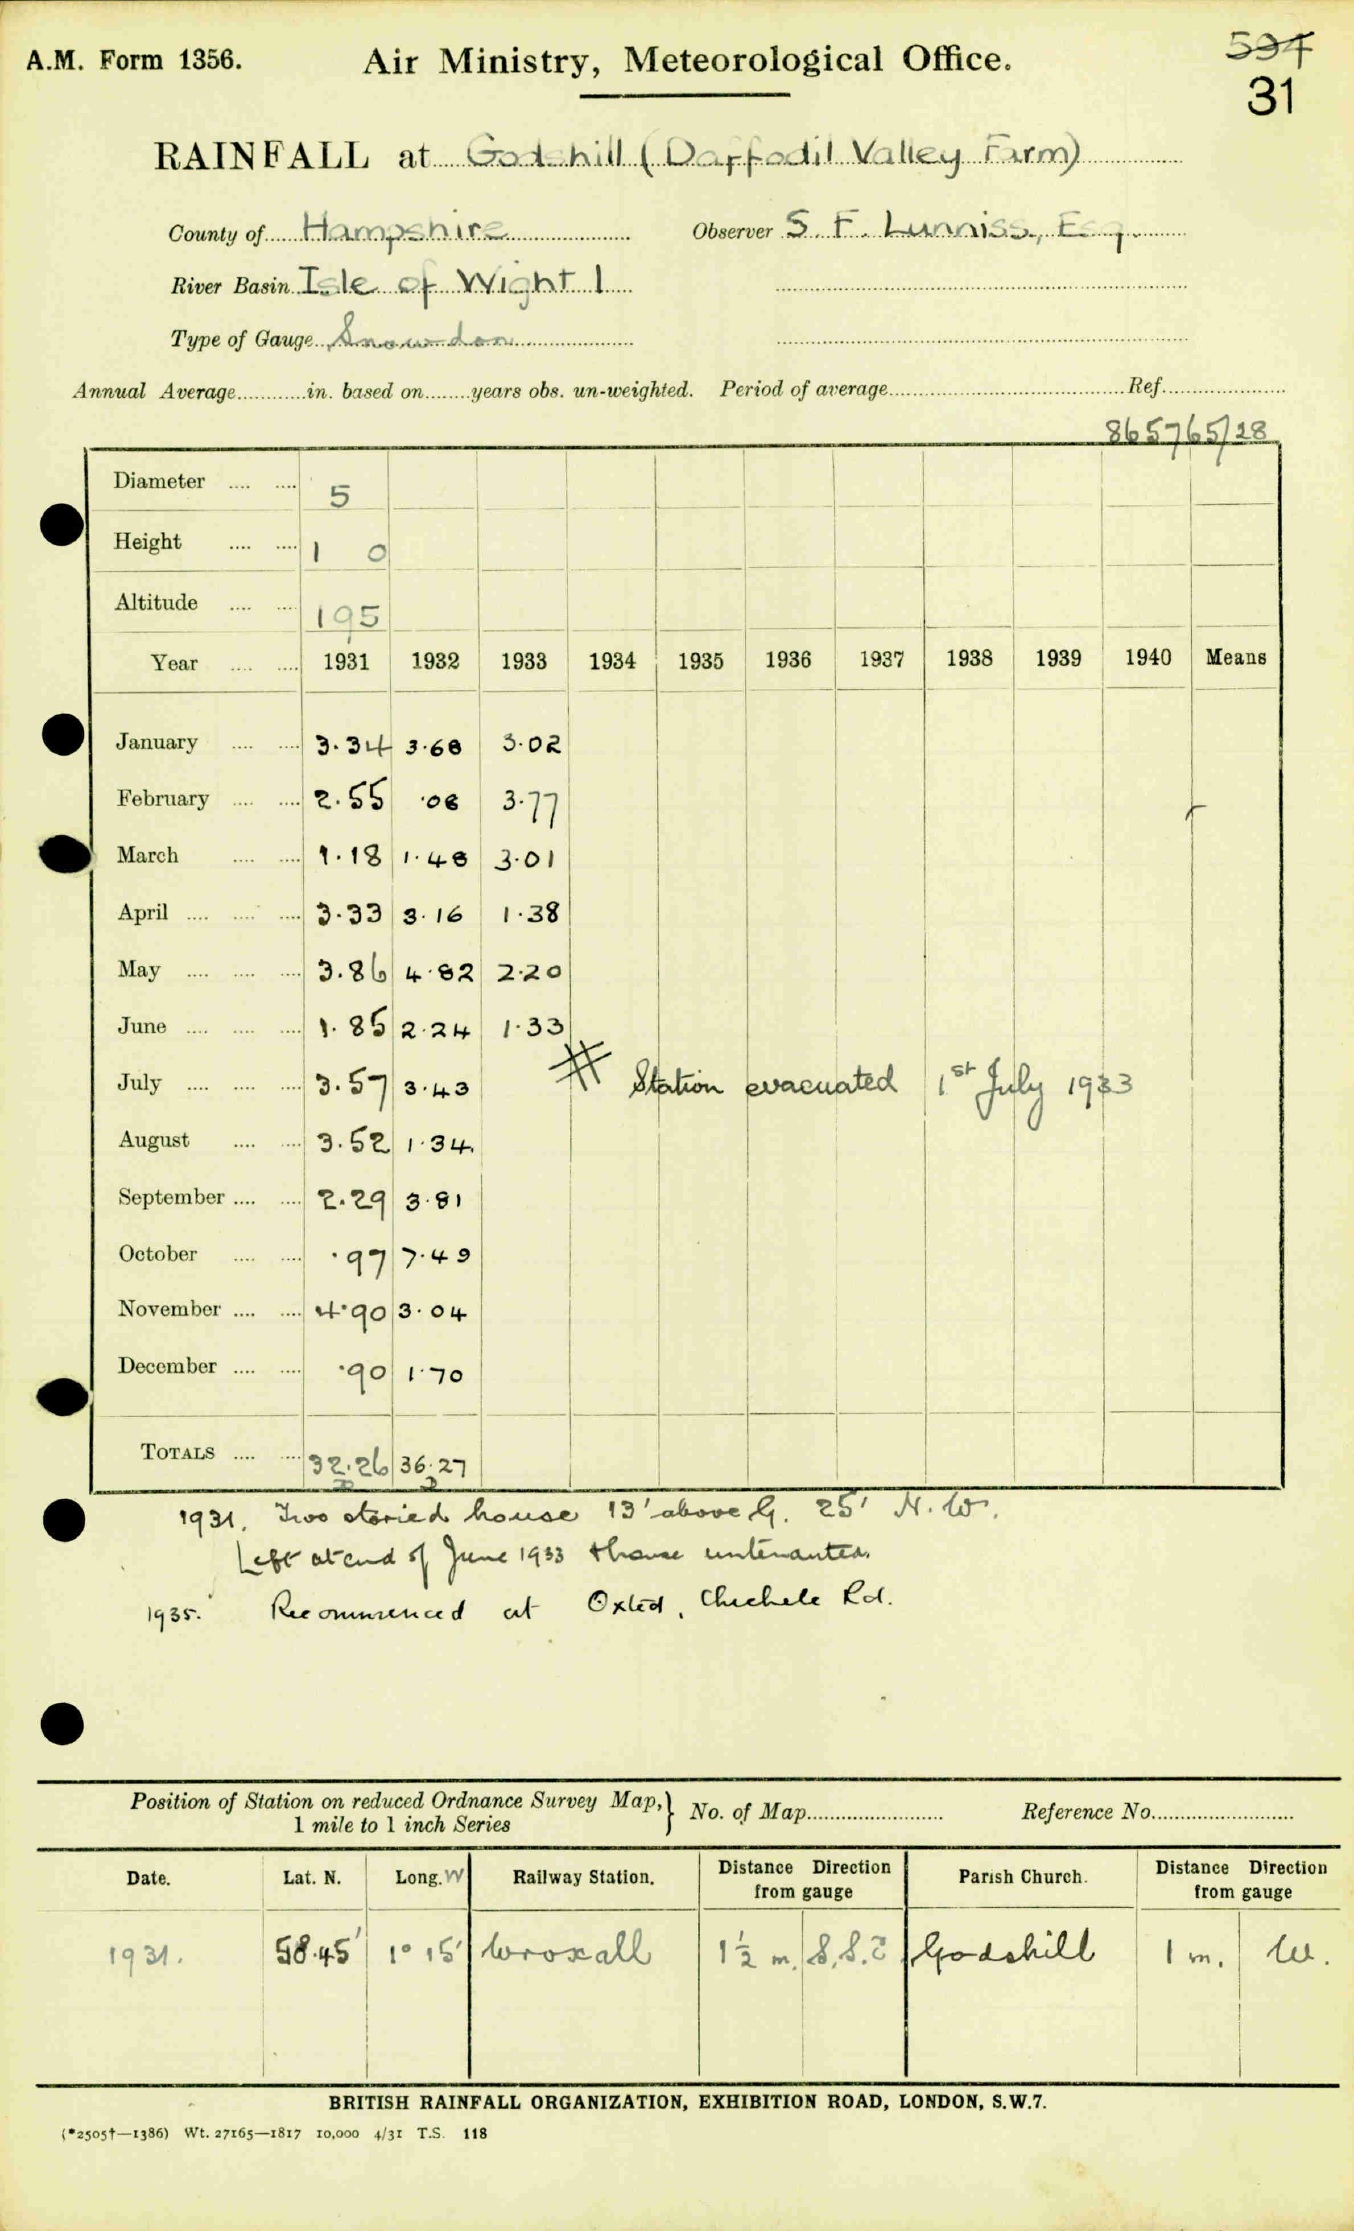 A.M. Form 1356.
Air Ministry, Meteorological Office.
594
31
RAINFALL at Godshill (Daffodil Valley Farm)
County of Hampshire Observer S. F. Lunniss, Esq.
River Basin Isle of Wight 1
Type of Gauge Snowdon
Annual Average in. based on years obs. un-weighted. Period of average Ref.
865765/28
Diameter 5
Height 1 0
Altitude 195
Year 1931 1932 1933 1934 1935 1936 1937 1938 1939 1940 Means
January 3.34 3.68 3.02
February 2.55 .08 3.77
March 1.18 1.48 3.01
April 3.33 3.16 1.38
May 3.86 4.82 2.20
June 1.85 2.24 1.33
July 3.57 3.43 # Station evacuated 1st July 1933
August 3.52 1.34
September 2.29 3.81
October .97 7.49
November 4.90 3.04
December .90 1.70
TOTALS 32.26 36.27
1931. Two storied house 13' above G. 25' N.W.
Left at end of June 1933 & house untenanted.
1935. Recommenced at Oxted, Chichele Rd.
Position of Station on reduced Ordnance Survey Map,} No. of Map Reference No.
1 mile to 1 inch Series
Date. Lat. N. Long. W Railway Station. Distance Direction from gauge Parish Church. Distance Direction from gauge
1931. 58.45' 1° 15' Wroxall 1½ m. S.S.E Godshill 1 m. W.
BRITISH RAINFALL ORGANIZATION, EXHIBITION ROAD, LONDON, S.W.7.
(*2505†—1386) Wt. 27165—1817 10,000 4/31 T.S. 118